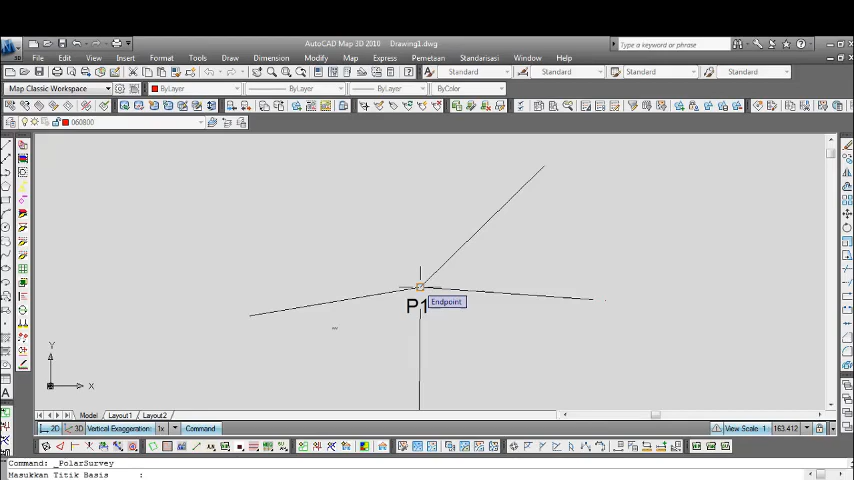 AutoCAD Map 3D 2010 Drawing1.dwg
Type a keyword or phrase
File Edit View Insert Format Tools Draw Dimension Modify Map Express Pemetaan Standarisasi Window Help
Standard Standard Standard Standard
Map Classic Workspace ByLayer ByLayer ByLayer ByColor
060800
P1
Endpoint
Y
X
Model Layout1 Layout2
2D 3D Vertical Exaggeration: 1x Command View Scale 1: 163.412
Command: _PolarSurvey
Masukkan Titik Basis :